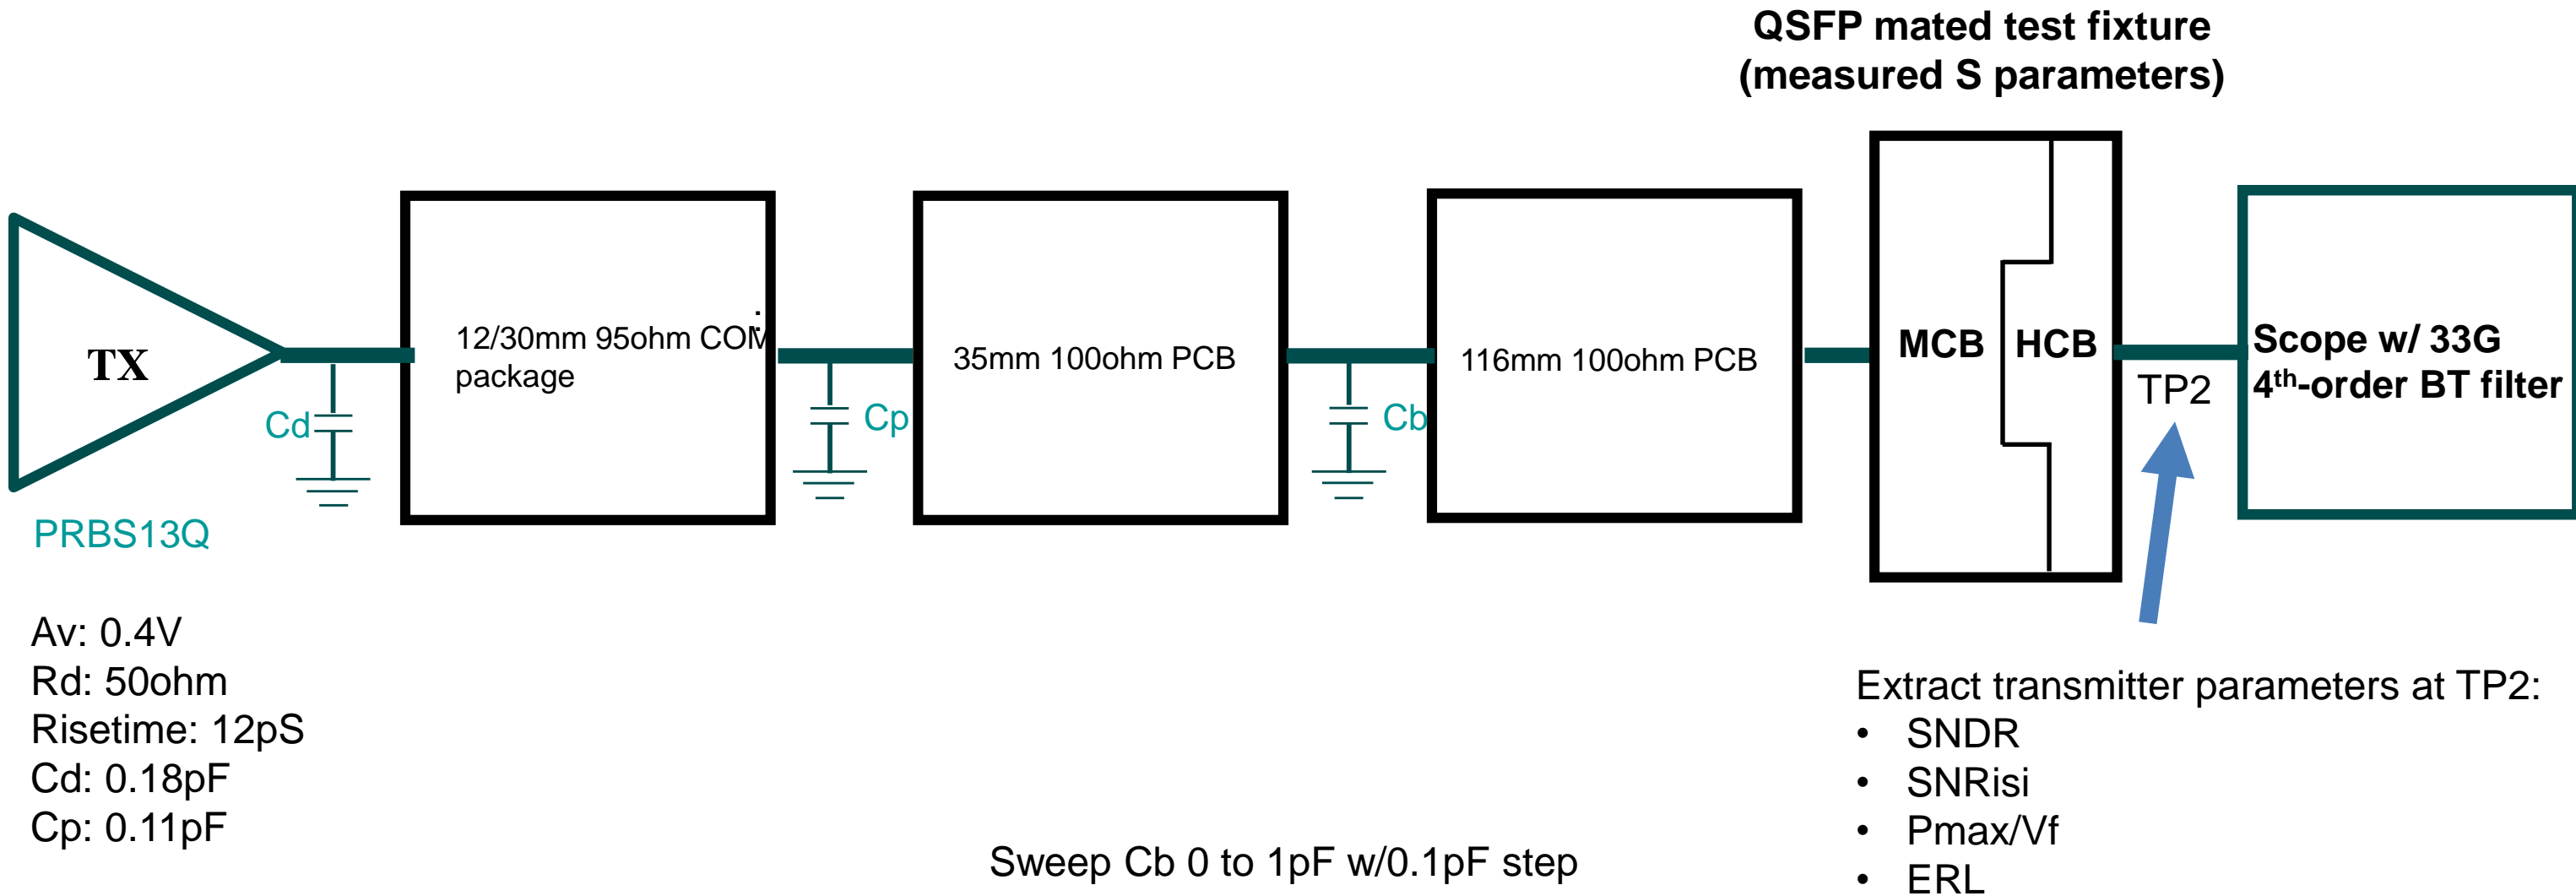 QSFP mated test fixture
(measured S parameters)
TX
Cd
12/30mm 95ohm COM
package
:
Cp
35mm 100ohm PCB
Cb
116mm 100ohm PCB
MCB
HCB
TP2
Scope w/ 33G
4th-order BT filter
PRBS13Q
Av: 0.4V
Rd: 50ohm
Risetime: 12pS
Cd: 0.18pF
Cp: 0.11pF
Sweep Cb 0 to 1pF w/0.1pF step
Extract transmitter parameters at TP2:
• SNDR
• SNRisi
• Pmax/Vf
• ERL